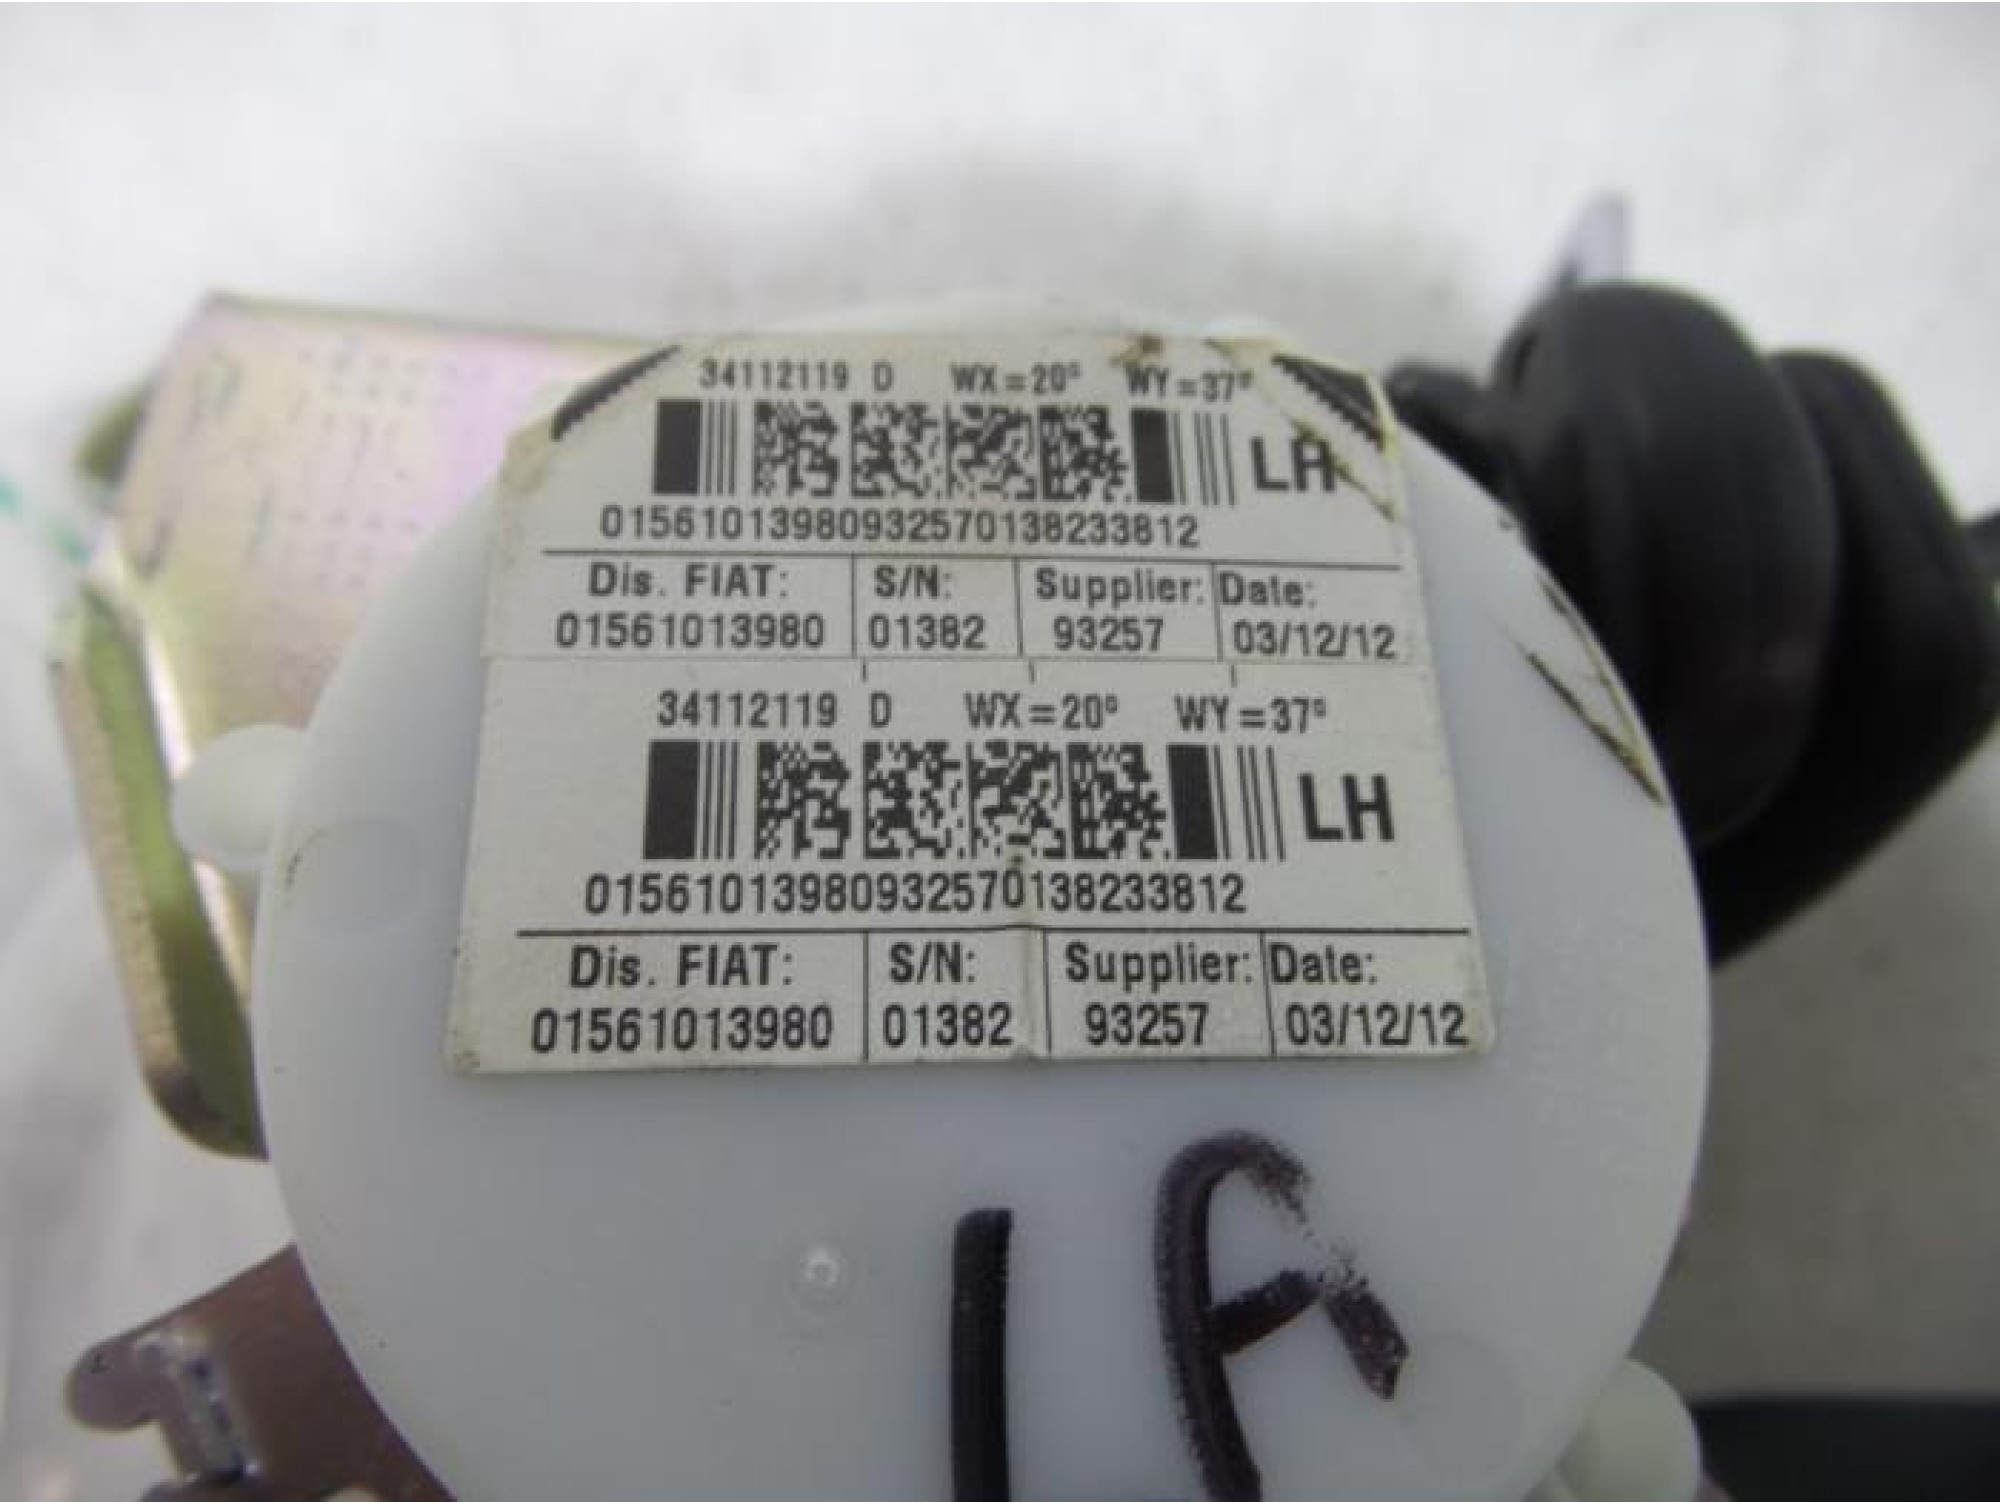 34112119 D WX=20° WY=37°
LH
01561013980932570138233812
Dis. FIAT: S/N: Supplier: Date:
01561013980 01382 93257 03/12/12
34112119 D WX=20° WY=37°
LH
01561013980932570138233812
Dis. FIAT: S/N: Supplier: Date:
01561013980 01382 93257 03/12/12